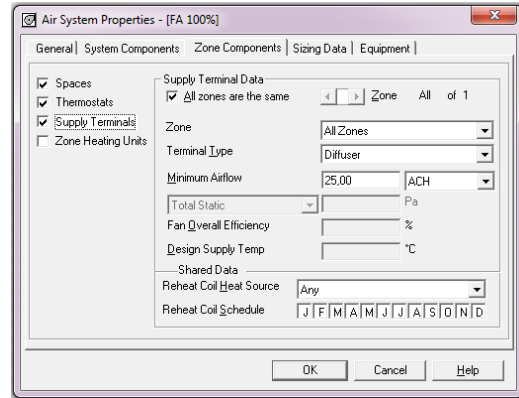 Air System Properties - [FA 100%]
General System Components Zone Components Sizing Data Equipment
Spaces
Thermostats
Supply Terminals
Zone Heating Units
Supply Terminal Data
All zones are the same Zone All of 1
Zone All Zones
Terminal Type Diffuser
Minimum Airflow 25,00 ACH
Total Static Pa
Fan Overall Efficiency %
Design Supply Temp °C
Shared Data
Reheat Coil Heat Source Any
Reheat Coil Schedule J F M A M J J A S O N D
OK Cancel Help